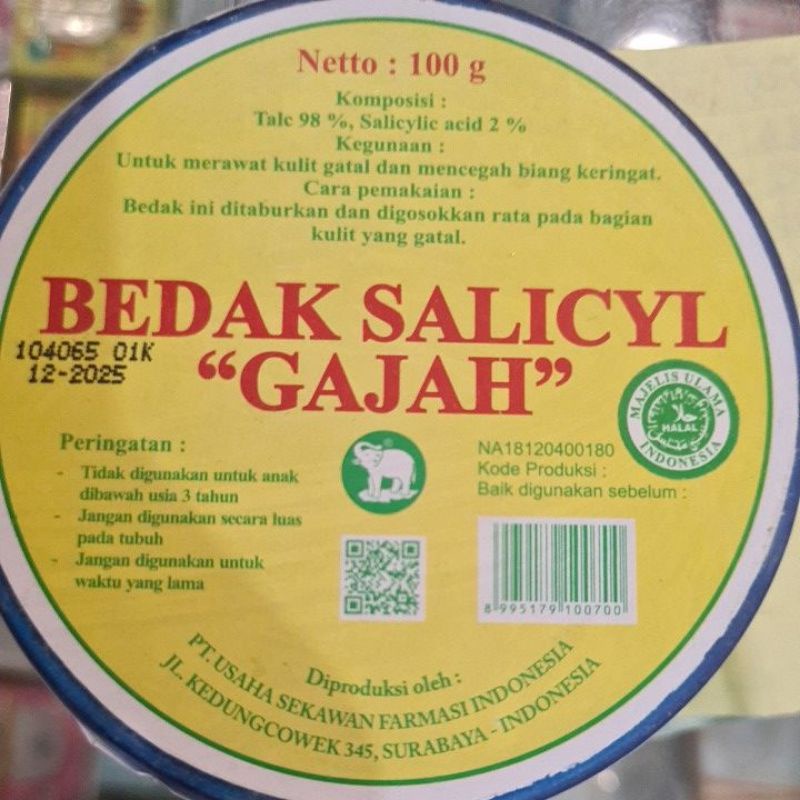 Netto : 100 g
Komposisi :
Talc 98 %, Salicylic acid 2 %
Kegunaan :
Untuk merawat kulit gatal dan mencegah biang keringat.
Cara pemakaian :
Bedak ini ditaburkan dan digosokkan rata pada bagian
kulit yang gatal.
BEDAK SALICYL
“GAJAH”
104065 01K
12-2025
MAJELIS ULAMA
حلال
HALAL
INDONESIA
Peringatan :
- Tidak digunakan untuk anak
dibawah usia 3 tahun
- Jangan digunakan secara luas
pada tubuh
- Jangan digunakan untuk
waktu yang lama
NA18120400180
Kode Produksi :
Baik digunakan sebelum :
8 995179 100700
Diproduksi oleh :
PT. USAHA SEKAWAN FARMASI INDONESIA
JL. KEDUNGCOWEK 345, SURABAYA - INDONESIA